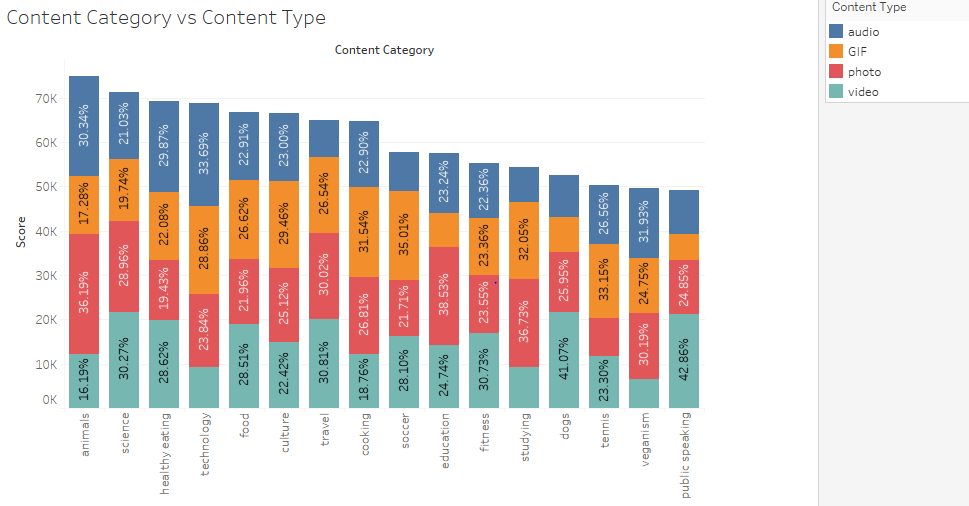 Content Category vs Content Type
Content Category
Content Type
audio
GIF
photo
video
Score
70K
60K
50K
40K
30K
20K
10K
0K
30.34%
17.28%
36.19%
16.19%
21.03%
19.74%
28.96%
30.27%
29.87%
22.08%
19.43%
28.62%
33.69%
28.86%
23.84%
22.91%
26.62%
21.96%
28.51%
23.00%
29.46%
25.12%
22.42%
26.54%
30.02%
30.81%
22.90%
31.54%
26.81%
18.76%
35.01%
21.71%
28.10%
23.24%
38.53%
24.74%
22.36%
23.36%
23.55%
30.73%
32.05%
36.73%
25.95%
41.07%
26.56%
33.15%
23.30%
31.93%
24.75%
30.19%
24.85%
42.86%
animals
science
healthy eating
technology
food
culture
travel
cooking
soccer
education
fitness
studying
dogs
tennis
veganism
public speaking